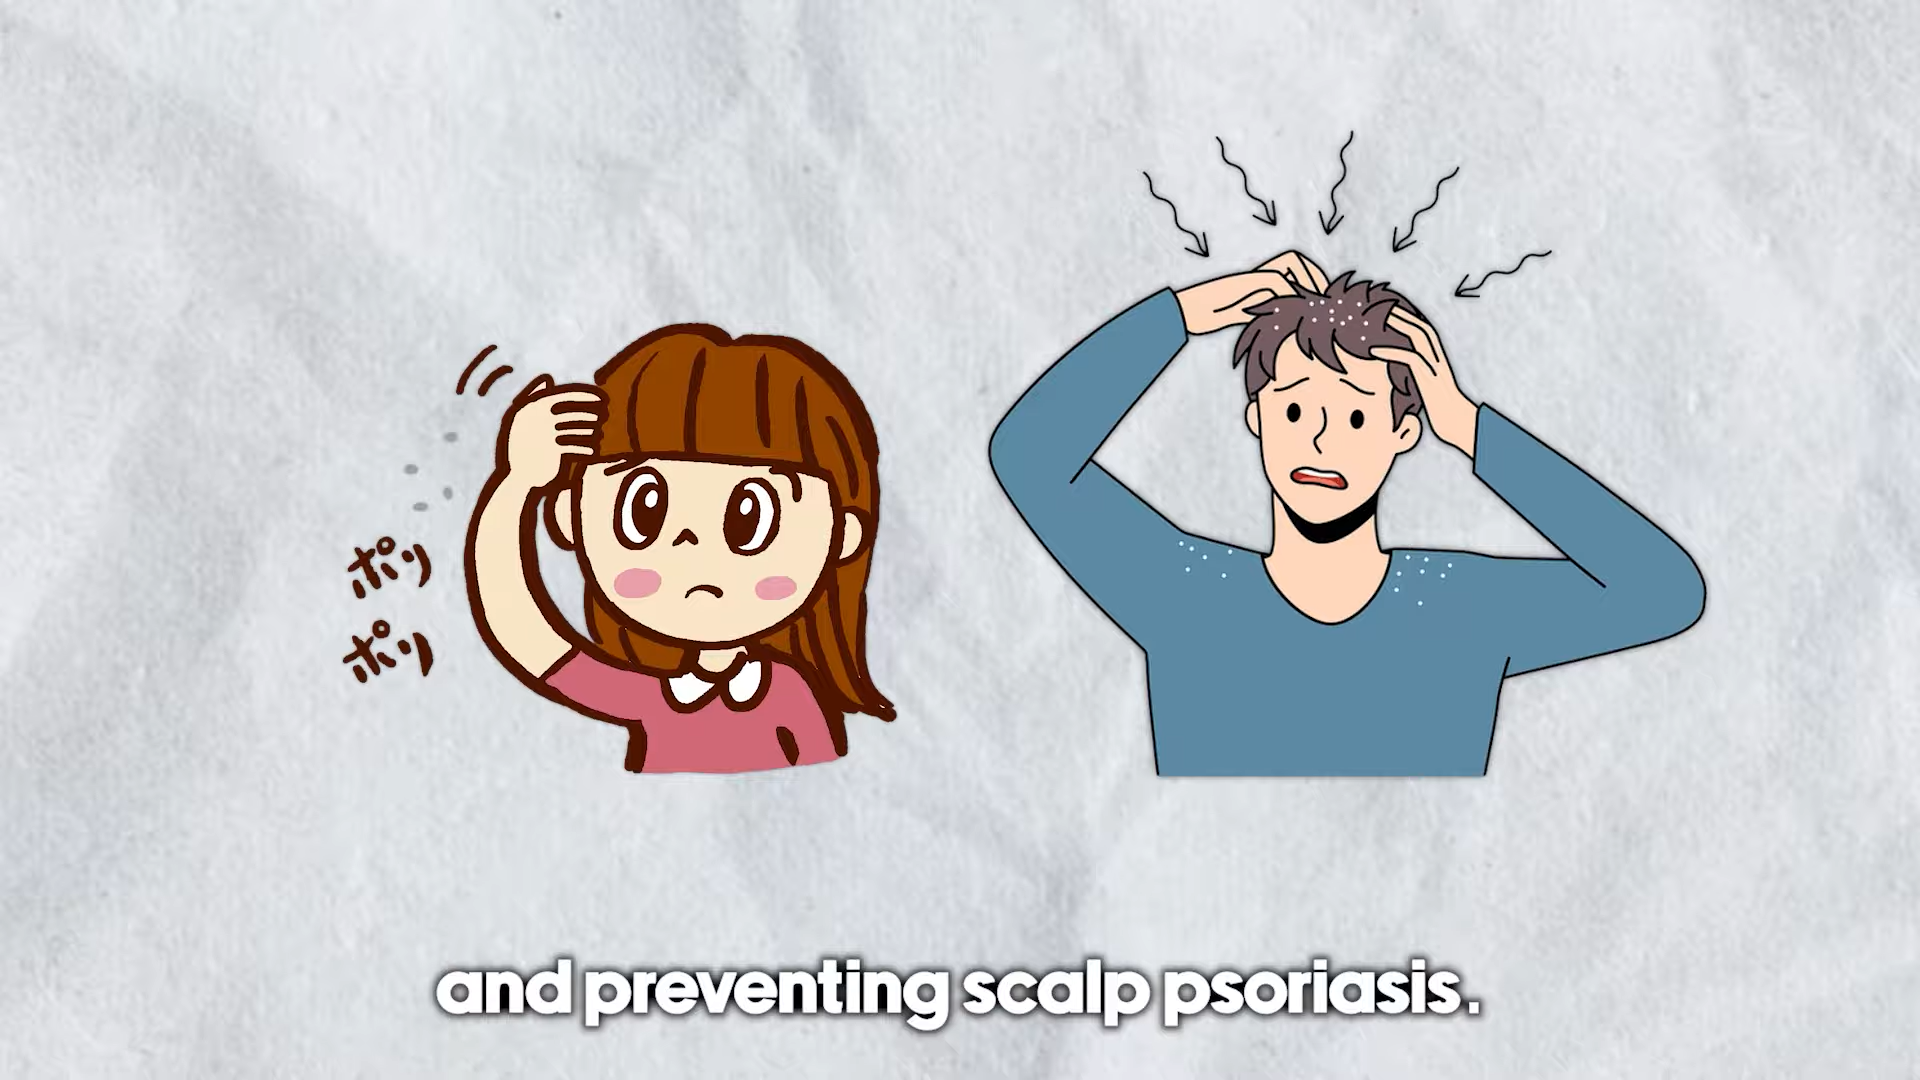 ポリ
ポリ
and preventing scalp psoriasis.